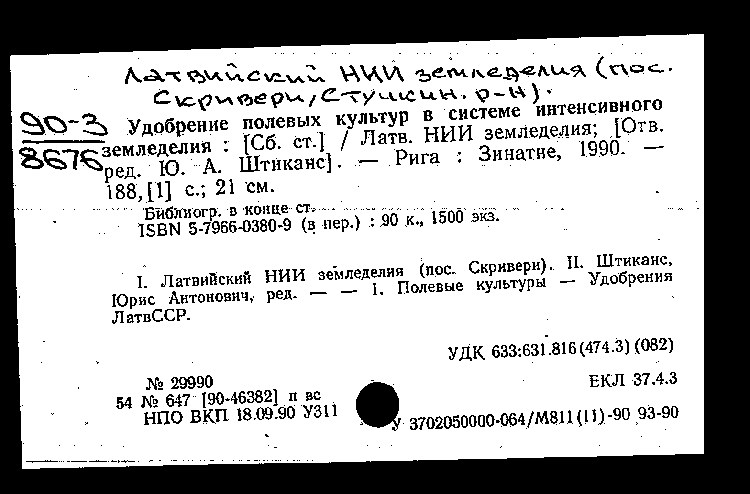 Латвийский НИИ земледелия (пос.
Скривери, Стучкин. р-н).
90-3
8676
Удобрение полевых культур в системе интенсивного
земледелия : [Сб. ст.] / Латв. НИИ земледелия; [Отв.
ред. Ю. А. Штиканс]. — Рига : Зинатне, 1990. —
188,[1] с.; 21 см.
Библиогр. в конце ст.
ISBN 5-7966-0380-9 (в пер.) : 90 к., 1500 экз.
I. Латвийский НИИ земледелия (пос. Скривери). II. Штиканс,
Юрис Антонович, ред. — — 1. Полевые культуры — Удобрения
ЛатвССР.
УДК 633:631.816(474.3)(082)
№ 29990
ЕКЛ 37.4.3
54 № 647 [90-46382] п вс
НПО ВКП 18.09.90 У311
У 3702050000-064/М811(11)-90 93-90